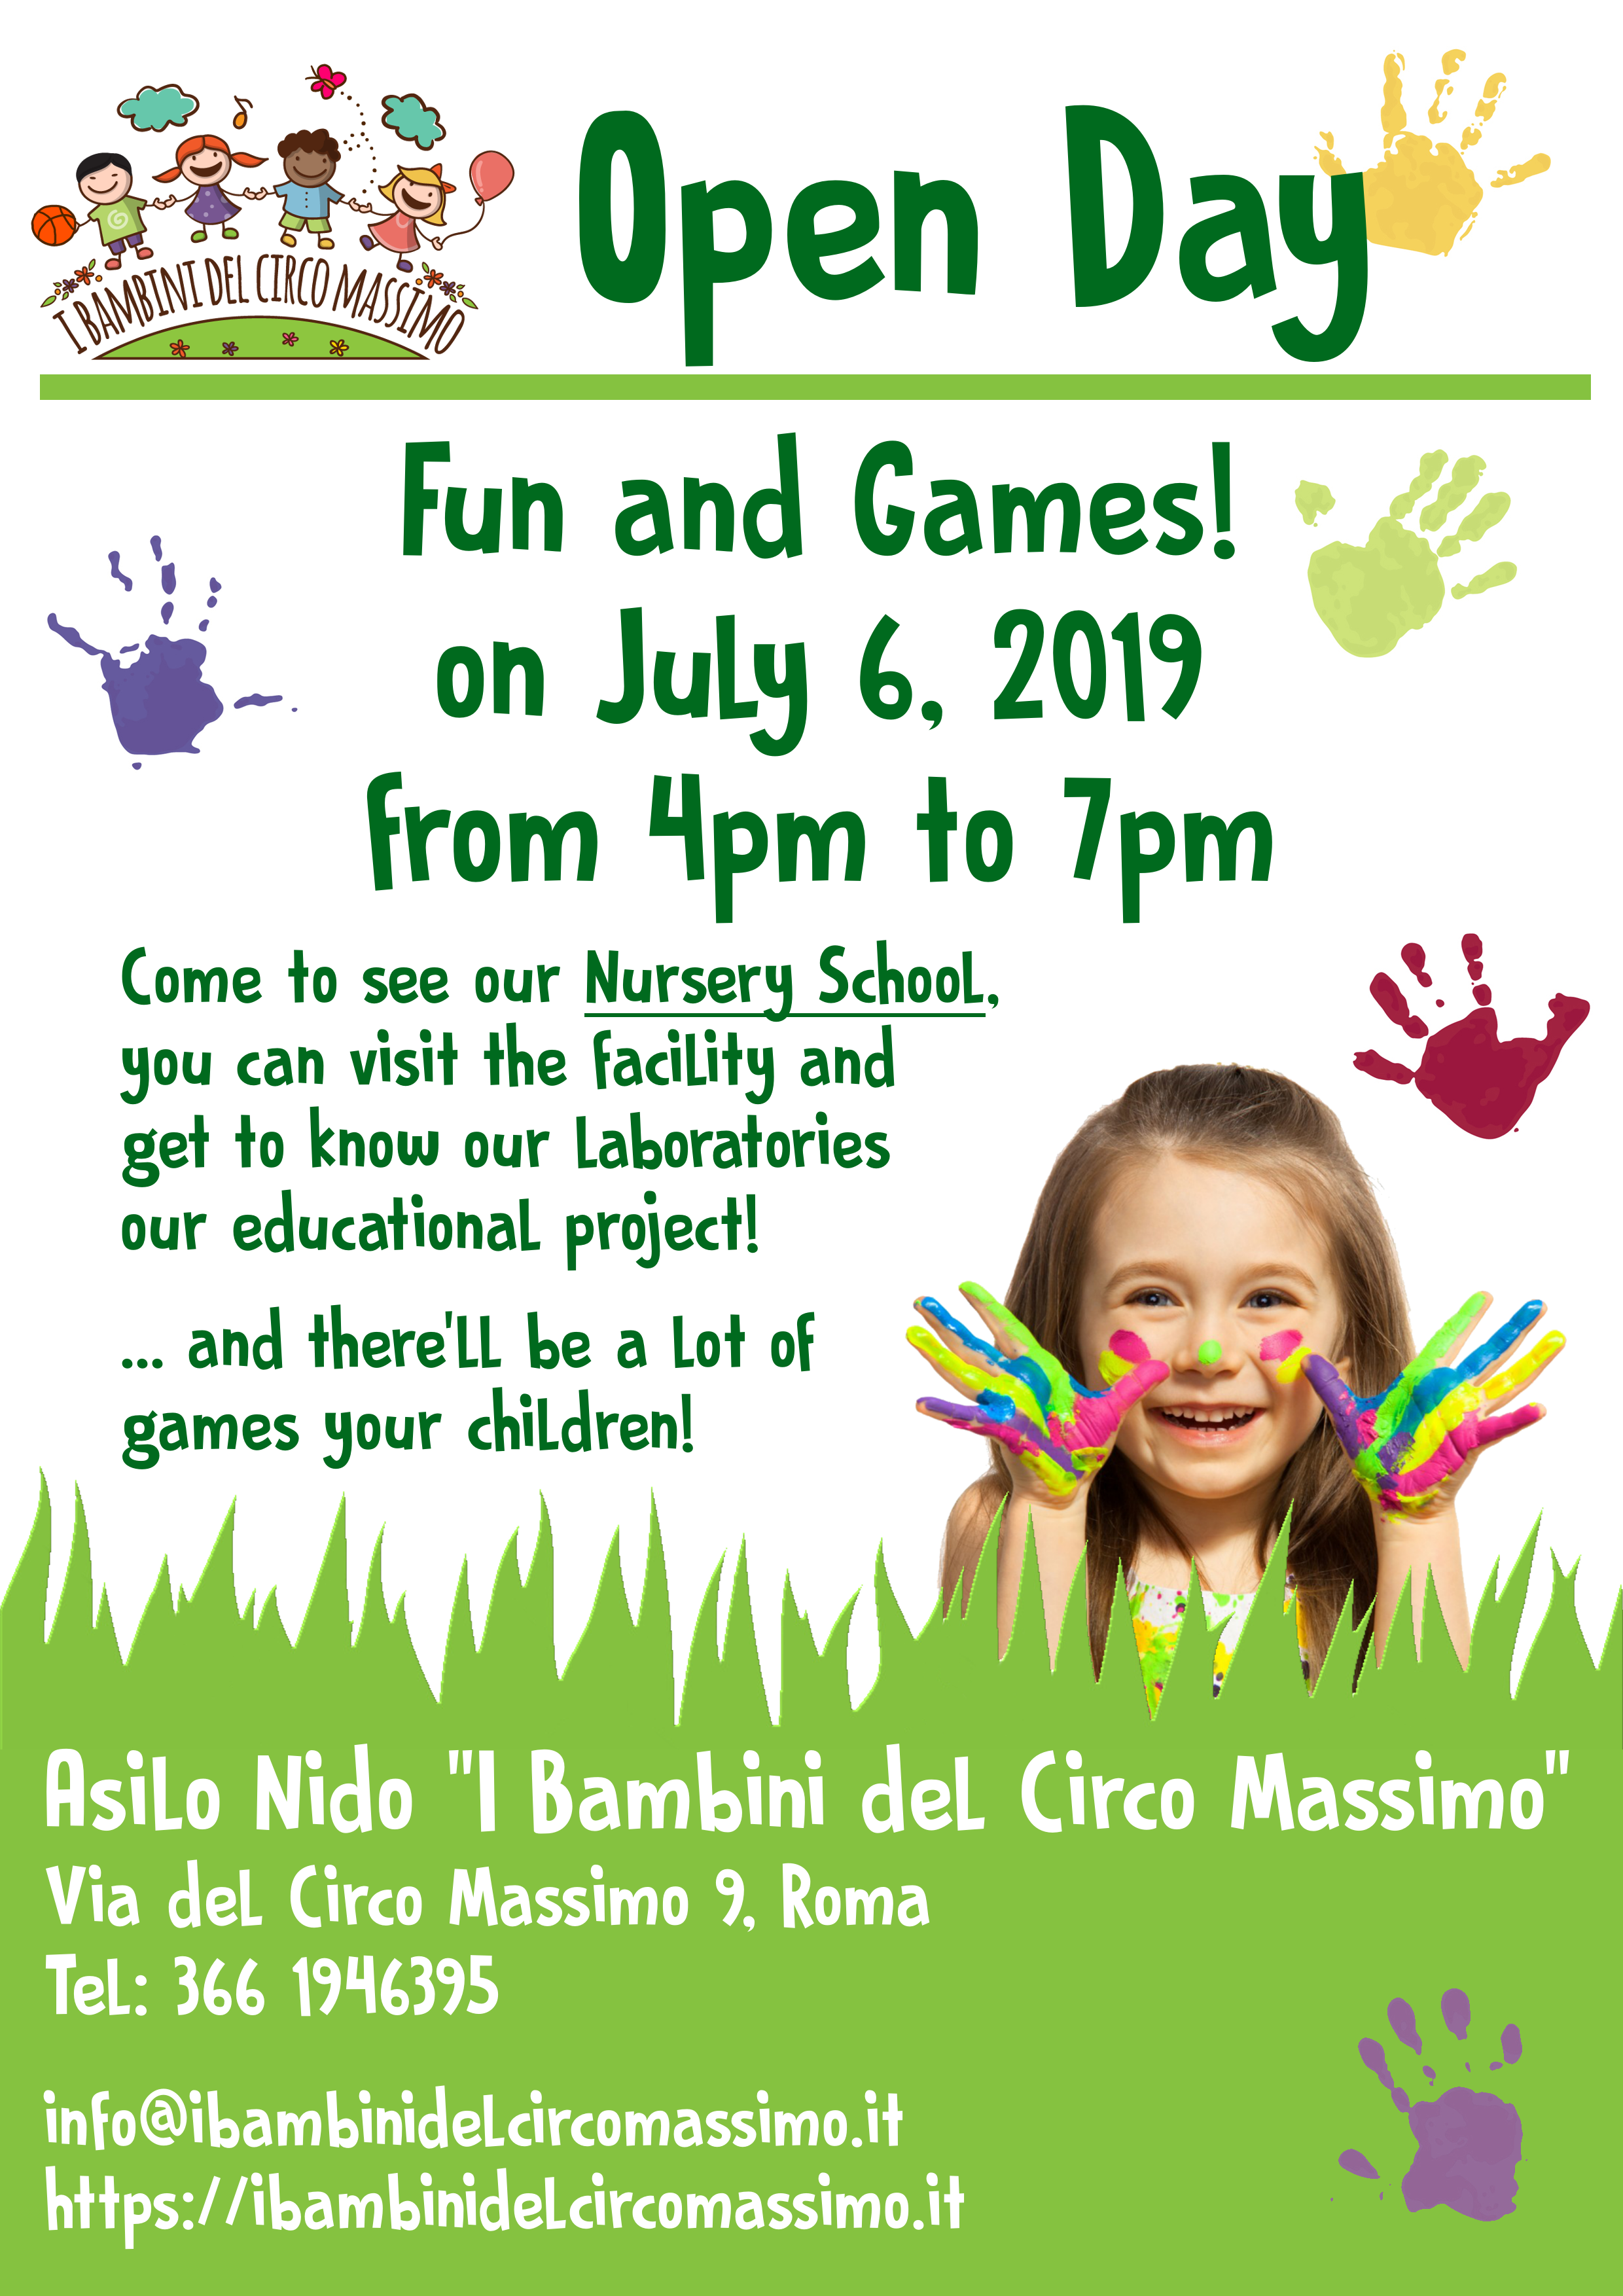 I BAMBINI DEL CIRCO MASSIMO
Open Day
Fun and Games!
on July 6, 2019
from 4pm to 7pm
Come to see our Nursery School,
you can visit the facility and
get to know our laboratories
our educational project!
... and there'll be a lot of
games your children!
Asilo Nido "I Bambini del Circo Massimo"
Via del Circo Massimo 9, Roma
Tel: 366 1946395
info@ibambinidelcircomassimo.it
https://ibambinidelcircomassimo.it